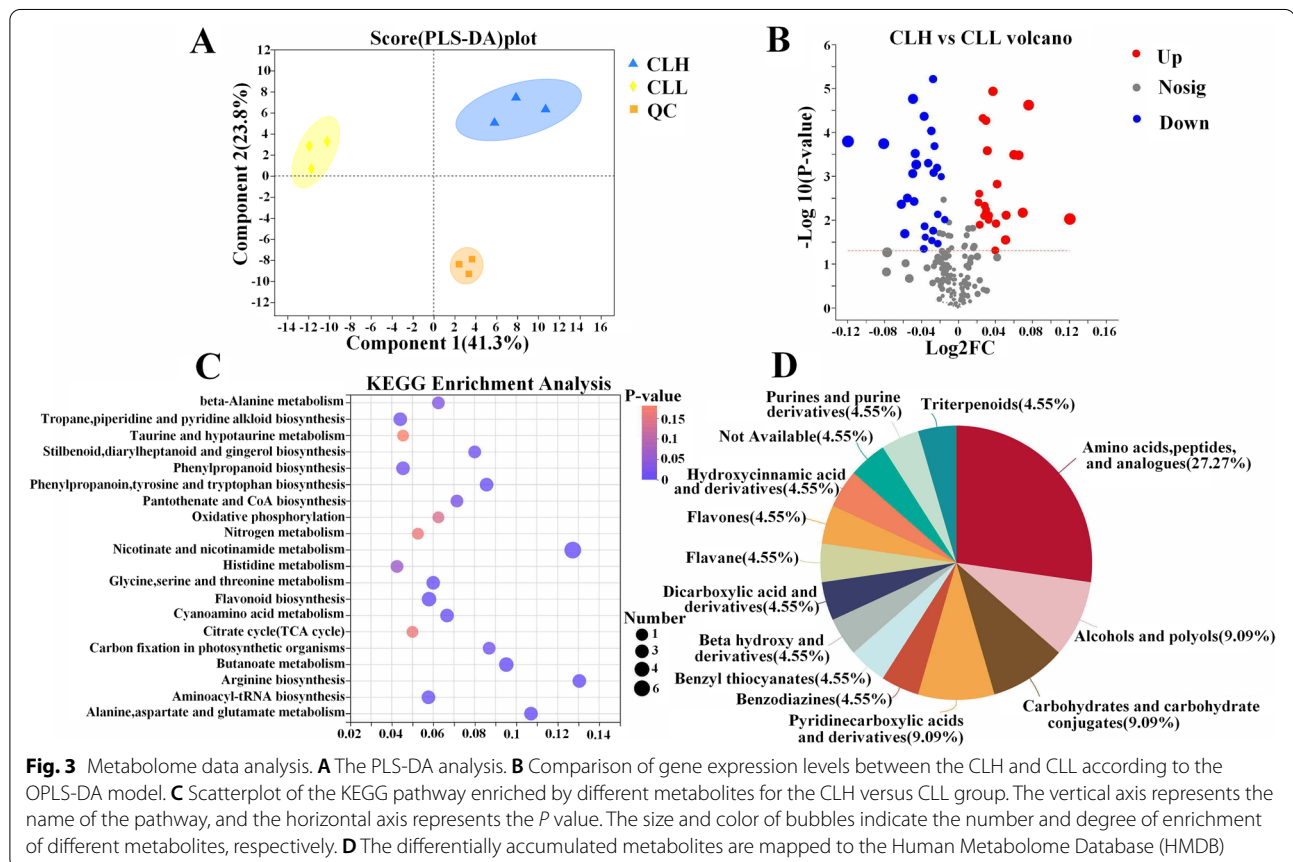 A
Score(PLS-DA)plot
12
10
8
6
4
2
0
-2
-4
-6
-8
-10
-12
-14 -12 -10 -8 -6 -4 -2 0 2 4 6 8 10 12 14 16
Component 1(41.3%)
Component 2(23.8%)
CLH
CLL
QC
B
CLH vs CLL volcano
6
5
4
3
2
1
0
-0.12 -0.08 -0.04 0 0.04 0.08 0.12 0.16
Log2FC
-Log 10(P-value)
Up
Nosig
Down
C
KEGG Enrichment Analysis
beta-Alanine metabolism
Tropane,piperidine and pyridine alkloid biosynthesis
Taurine and hypotaurine metabolism
Stilbenoid,diarylheptanoid and gingerol biosynthesis
Phenylpropanoid biosynthesis
Phenylpropanoin,tyrosine and tryptophan biosynthesis
Pantothenate and CoA biosynthesis
Oxidative phosphorylation
Nitrogen metabolism
Nicotinate and nicotinamide metabolism
Histidine metabolism
Glycine,serine and threonine metabolism
Flavonoid biosynthesis
Cyanoamino acid metabolism
Citrate cycle(TCA cycle)
Carbon fixation in photosynthetic organisms
Butanoate metabolism
Arginine biosynthesis
Aminoacyl-tRNA biosynthesis
Alanine,aspartate and glutamate metabolism
0.02 0.04 0.06 0.08 0.1 0.12 0.14
P-value
0.15
0.1
0.05
0
Number
1
3
4
6
D
Purines and purine
derivatives(4.55%)
Triterpenoids(4.55%)
Not Available(4.55%)
Amino acids,peptides,
and analogues(27.27%)
Hydroxycinnamic acid
and derivatives(4.55%)
Flavones(4.55%)
Flavane(4.55%)
Dicarboxylic acid and
derivatives(4.55%)
Alcohols and polyols(9.09%)
Beta hydroxy and
derivatives(4.55%)
Benzyl thiocyanates(4.55%)
Benzodiazines(4.55%)
Carbohydrates and carbohydrate
conjugates(9.09%)
Pyridinecarboxylic acids
and derivatives(9.09%)
Fig. 3 Metabolome data analysis. A The PLS-DA analysis. B Comparison of gene expression levels between the CLH and CLL according to the
OPLS-DA model. C Scatterplot of the KEGG pathway enriched by different metabolites for the CLH versus CLL group. The vertical axis represents the
name of the pathway, and the horizontal axis represents the P value. The size and color of bubbles indicate the number and degree of enrichment
of different metabolites, respectively. D The differentially accumulated metabolites are mapped to the Human Metabolome Database (HMDB)